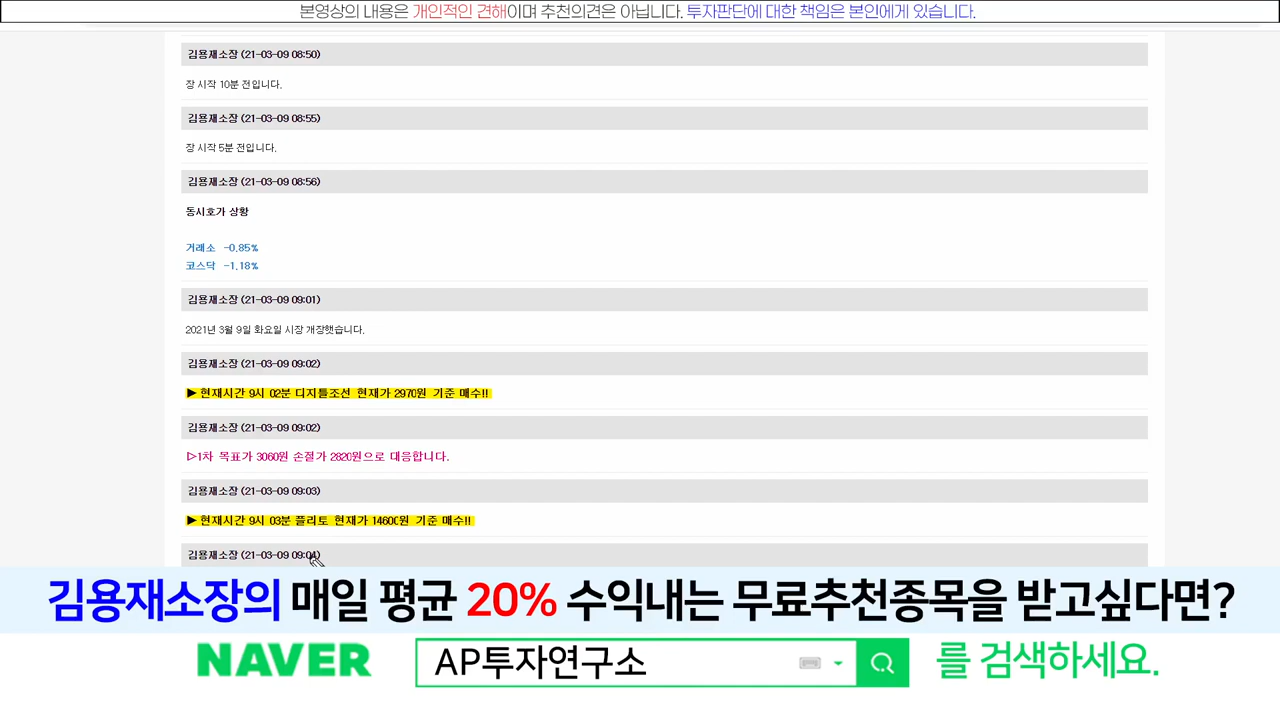 본영상의 내용은 개인적인 견해이며 추천의견은 아닙니다. 투자판단에 대한 책임은 본인에게 있습니다.
김용재소장 (21-03-09 08:50)
장 시작 10분 전입니다.
김용재소장 (21-03-09 08:55)
장 시작 5분 전입니다.
김용재소장 (21-03-09 08:56)
동시호가 상황
거래소 -0.85%
코스닥 -1.18%
김용재소장 (21-03-09 09:01)
2021년 3월 9일 화요일 시장 개장햇습니다.
김용재소장 (21-03-09 09:02)
▶ 현재시간 9시 02분 디지틀조선 현재가 2970원 기준 매수!!
김용재소장 (21-03-09 09:02)
▷1차 목표가 3060원 손절가 2820원으로 대응합니다.
김용재소장 (21-03-09 09:03)
▶ 현재시간 9시 03분 플리토 현재가 14600원 기준 매수!!
김용재소장 (21-03-09 09:04)
김용재소장의 매일 평균 20% 수익내는 무료추천종목을 받고싶다면?
NAVER AP투자연구소 를 검색하세요.